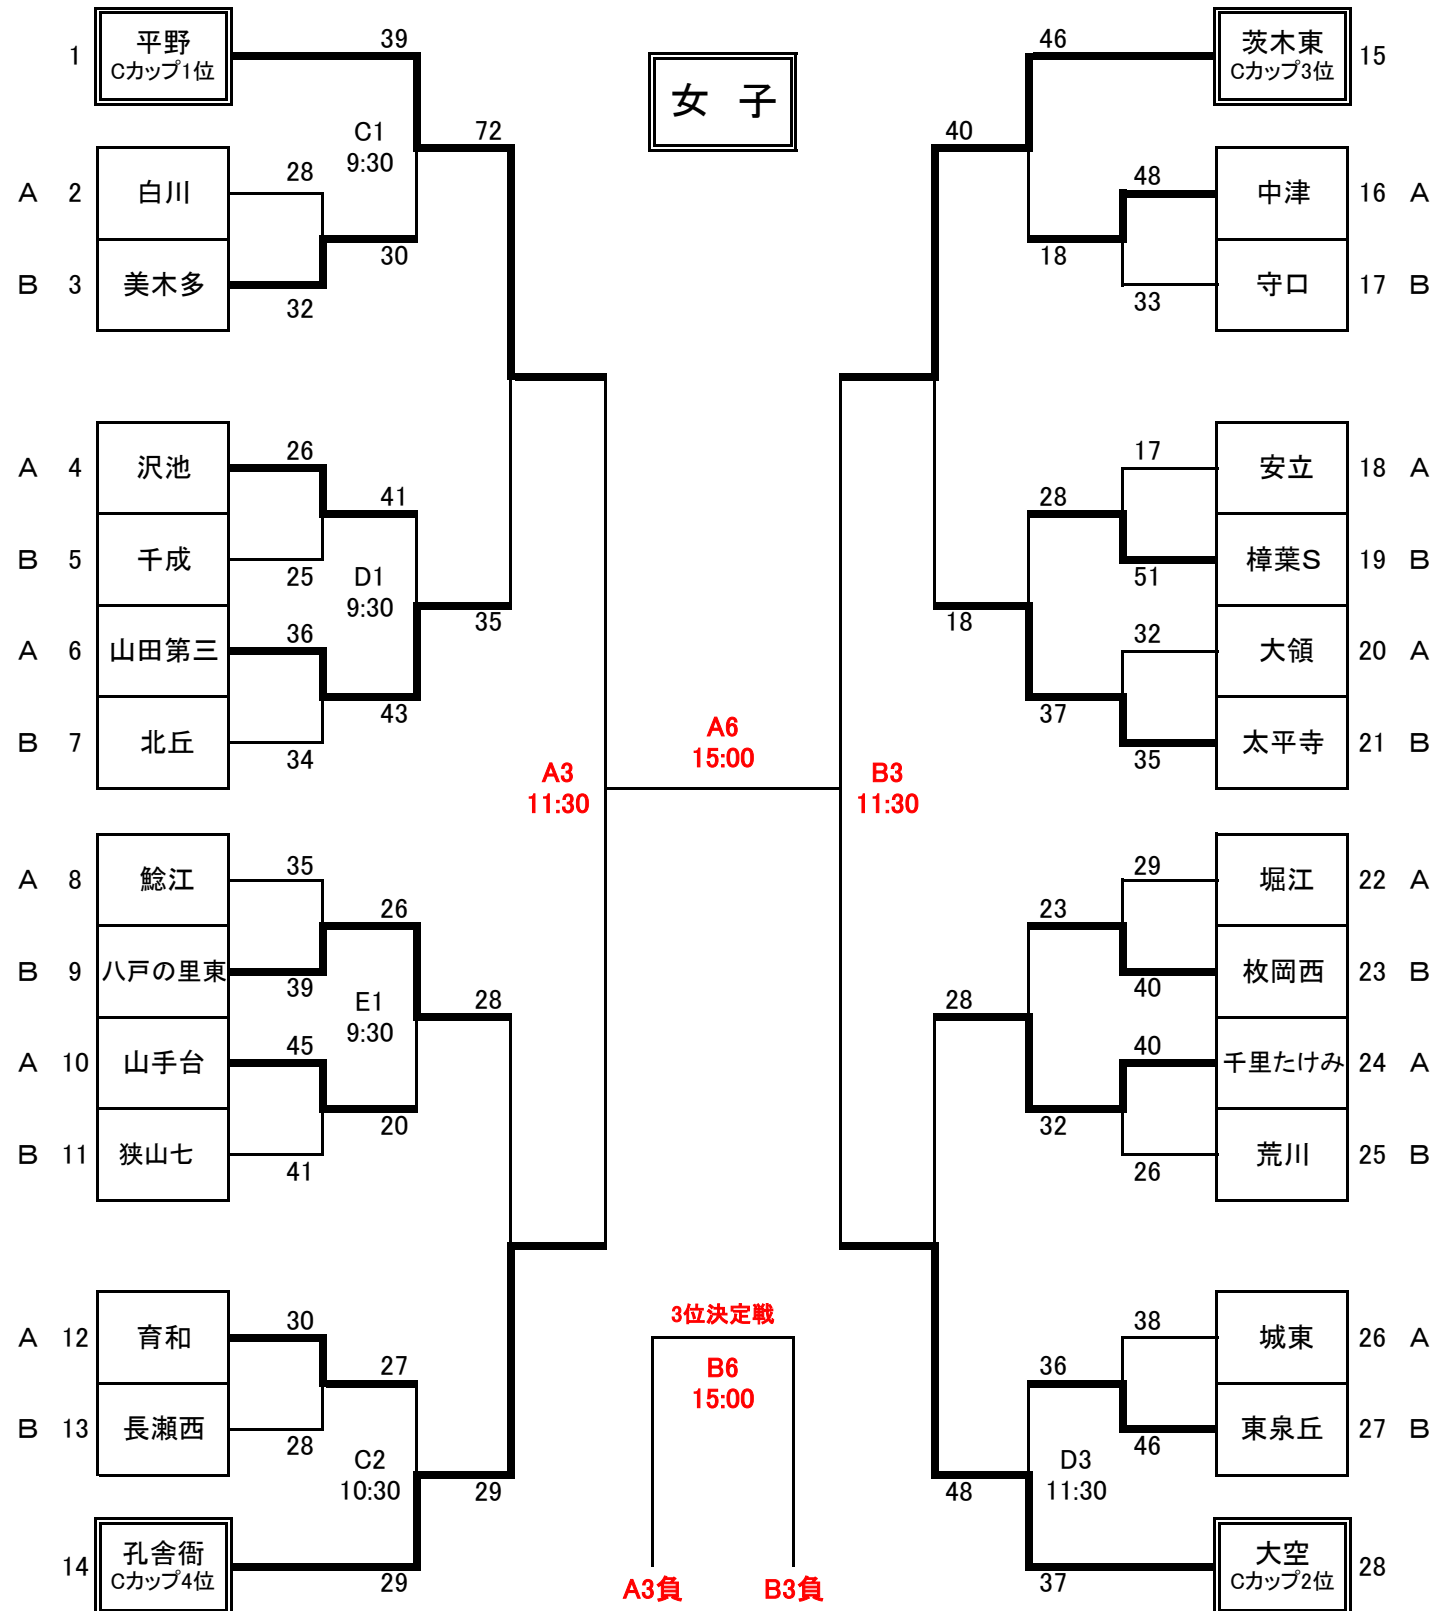 女 子
1
平野
Cカップ1位
39
C1
9:30
72
A 2 白川
28
30
B 3 美木多
32
A 4 沢池
26
41
B 5 千成
25
D1
9:30
35
A 6 山田第三
36
43
B 7 北丘
34
A3
11:30
A 8 鯰江
35
26
B 9 八戸の里東
39
E1
9:30
28
A 10 山手台
45
20
B 11 狭山七
41
A 12 育和
30
27
B 13 長瀬西
28
C2
10:30
29
14
孔舎衙
Cカップ4位
29
A6
15:00
3位決定戦
B6
15:00
A3負
B3負
46
茨木東
Cカップ3位
15
40
48
中津 16 A
18
守口 17 B
33
17
安立 18 A
28
樟葉S 19 B
51
18
32
大領 20 A
37
太平寺 21 B
35
B3
11:30
29
堀江 22 A
23
枚岡西 23 B
40
28
40
千里たけみ 24 A
32
荒川 25 B
26
38
城東 26 A
36
東泉丘 27 B
46
D3
11:30
48
大空
Cカップ2位
28
37